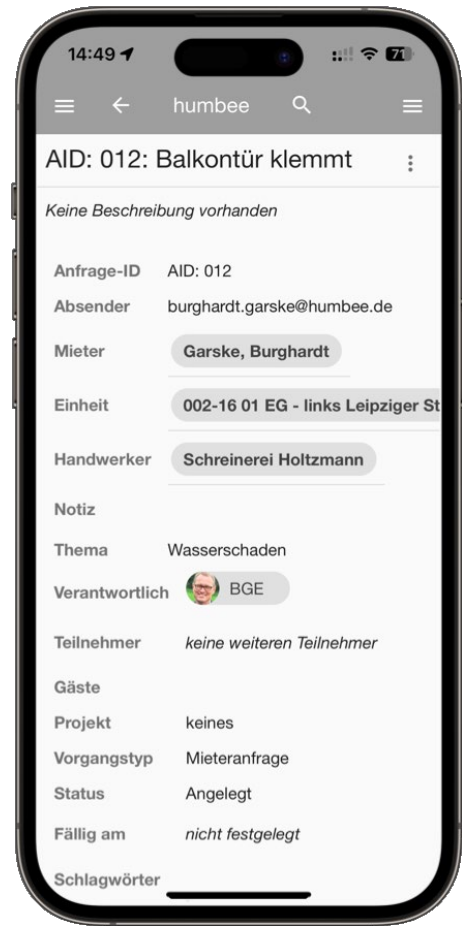 14:49
71
humbee
AID: 012: Balkontür klemmt
Keine Beschreibung vorhanden
Anfrage-ID AID: 012
Absender burghardt.garske@humbee.de
Mieter Garske, Burghardt
Einheit 002-16 01 EG - links Leipziger St
Handwerker Schreinerei Holtzmann
Notiz
Thema Wasserschaden
Verantwortlich BGE
Teilnehmer keine weiteren Teilnehmer
Gäste
Projekt keines
Vorgangstyp Mieteranfrage
Status Angelegt
Fällig am nicht festgelegt
Schlagwörter